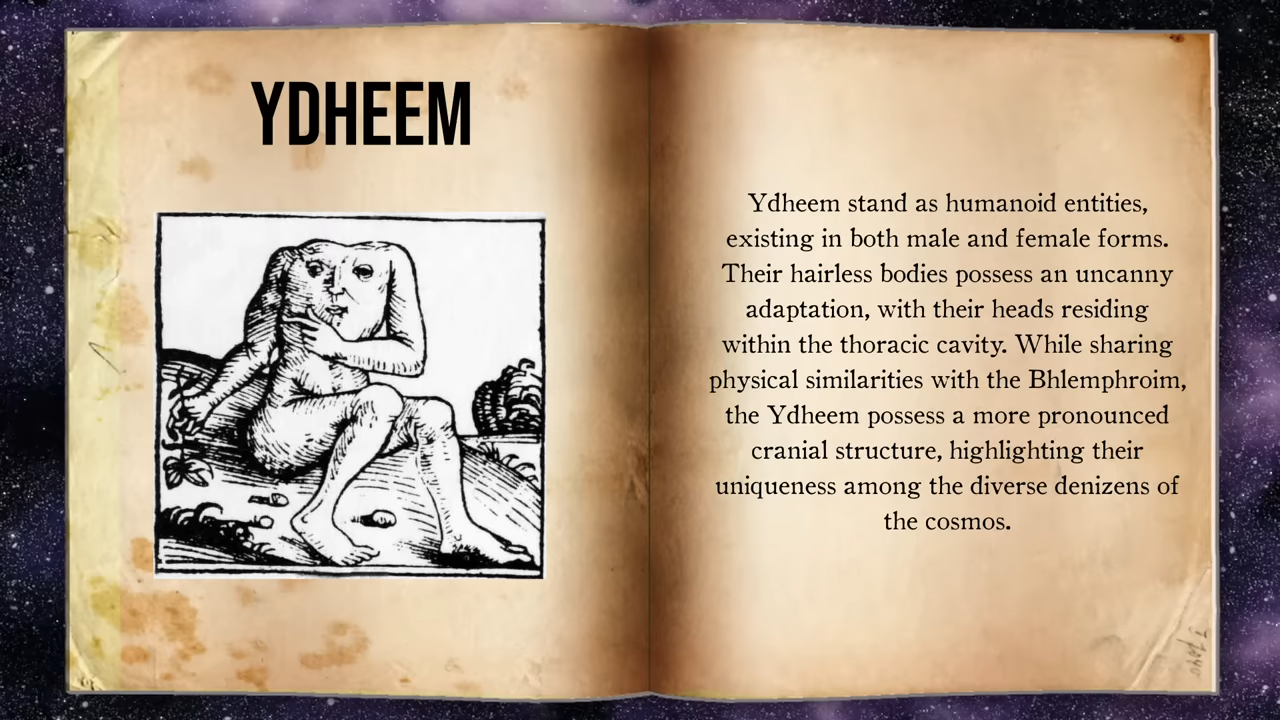 YDHEEM
Ydheem stand as humanoid entities,
existing in both male and female forms.
Their hairless bodies possess an uncanny
adaptation, with their heads residing
within the thoracic cavity. While sharing
physical similarities with the Bhlemphroim,
the Ydheem possess a more pronounced
cranial structure, highlighting their
uniqueness among the diverse denizens of
the cosmos.